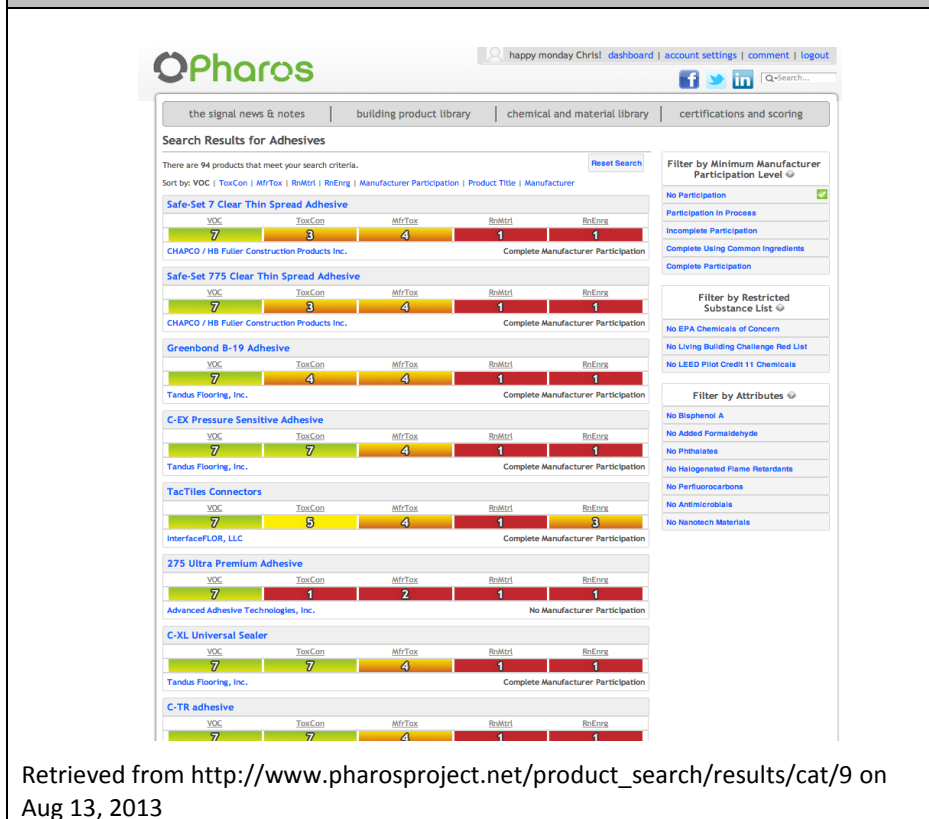 Pharos
happy monday Chris! dashboard | account settings | comment | logout
Search...
the signal news & notes | building product library | chemical and material library | certifications and scoring
Search Results for Adhesives
There are 94 products that meet your search criteria.
Reset Search
Sort by: VOC | ToxCon | MfrTox | RnMtrl | RnEnrg | Manufacturer Participation | Product Title | Manufacturer
Safe-Set 7 Clear Thin Spread Adhesive
VOC ToxCon MfrTox RnMtrl RnEnrg
7 3 4 1 1
CHAPCO / HB Fuller Construction Products Inc. Complete Manufacturer Participation
Safe-Set 775 Clear Thin Spread Adhesive
VOC ToxCon MfrTox RnMtrl RnEnrg
7 3 4 1 1
CHAPCO / HB Fuller Construction Products Inc. Complete Manufacturer Participation
Greenbond B-19 Adhesive
VOC ToxCon MfrTox RnMtrl RnEnrg
7 4 4 1 1
Tandus Flooring, Inc. Complete Manufacturer Participation
C-EX Pressure Sensitive Adhesive
VOC ToxCon MfrTox RnMtrl RnEnrg
7 7 4 1 1
Tandus Flooring, Inc. Complete Manufacturer Participation
TacTiles Connectors
VOC ToxCon MfrTox RnMtrl RnEnrg
7 5 4 1 3
InterfaceFLOR, LLC Complete Manufacturer Participation
275 Ultra Premium Adhesive
VOC ToxCon MfrTox RnMtrl RnEnrg
7 1 2 1 1
Advanced Adhesive Technologies, Inc. No Manufacturer Participation
C-XL Universal Sealer
VOC ToxCon MfrTox RnMtrl RnEnrg
7 7 4 1 1
Tandus Flooring, Inc. Complete Manufacturer Participation
C-TR adhesive
VOC ToxCon MfrTox RnMtrl RnEnrg
7 7 4 1 1
Filter by Minimum Manufacturer
Participation Level
No Participation
Participation In Process
Incomplete Participation
Complete Using Common Ingredients
Complete Participation
Filter by Restricted
Substance List
No EPA Chemicals of Concern
No Living Building Challenge Red List
No LEED Pilot Credit 11 Chemicals
Filter by Attributes
No Bisphenol A
No Added Formaldehyde
No Phthalates
No Halogenated Flame Retardants
No Perfluorocarbons
No Antimicrobials
No Nanotech Materials
Retrieved from http://www.pharosproject.net/product_search/results/cat/9 on
Aug 13, 2013